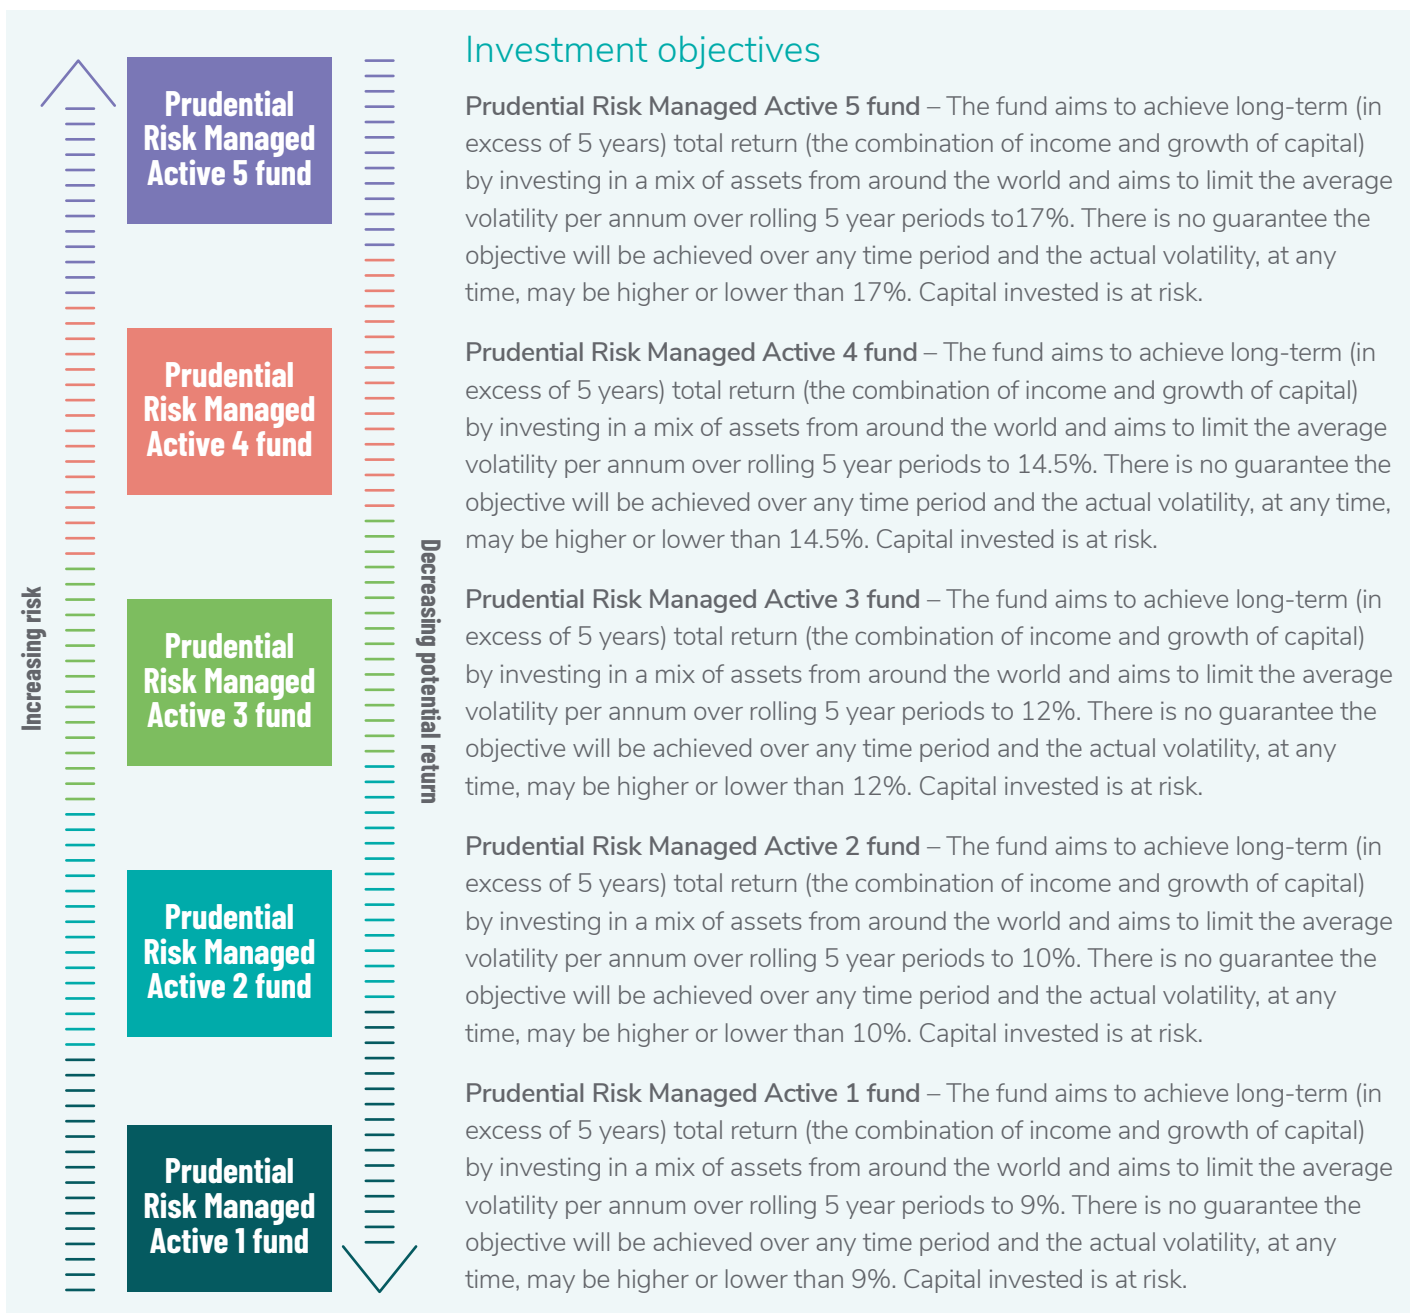 Increasing risk
Prudential
Risk Managed
Active 5 fund
Prudential
Risk Managed
Active 4 fund
Prudential
Risk Managed
Active 3 fund
Prudential
Risk Managed
Active 2 fund
Prudential
Risk Managed
Active 1 fund
Decreasing potential return
Investment objectives
Prudential Risk Managed Active 5 fund – The fund aims to achieve long-term (in
excess of 5 years) total return (the combination of income and growth of capital)
by investing in a mix of assets from around the world and aims to limit the average
volatility per annum over rolling 5 year periods to17%. There is no guarantee the
objective will be achieved over any time period and the actual volatility, at any
time, may be higher or lower than 17%. Capital invested is at risk.
Prudential Risk Managed Active 4 fund – The fund aims to achieve long-term (in
excess of 5 years) total return (the combination of income and growth of capital)
by investing in a mix of assets from around the world and aims to limit the average
volatility per annum over rolling 5 year periods to 14.5%. There is no guarantee the
objective will be achieved over any time period and the actual volatility, at any time,
may be higher or lower than 14.5%. Capital invested is at risk.
Prudential Risk Managed Active 3 fund – The fund aims to achieve long-term (in
excess of 5 years) total return (the combination of income and growth of capital)
by investing in a mix of assets from around the world and aims to limit the average
volatility per annum over rolling 5 year periods to 12%. There is no guarantee the
objective will be achieved over any time period and the actual volatility, at any
time, may be higher or lower than 12%. Capital invested is at risk.
Prudential Risk Managed Active 2 fund – The fund aims to achieve long-term (in
excess of 5 years) total return (the combination of income and growth of capital)
by investing in a mix of assets from around the world and aims to limit the average
volatility per annum over rolling 5 year periods to 10%. There is no guarantee the
objective will be achieved over any time period and the actual volatility, at any
time, may be higher or lower than 10%. Capital invested is at risk.
Prudential Risk Managed Active 1 fund – The fund aims to achieve long-term (in
excess of 5 years) total return (the combination of income and growth of capital)
by investing in a mix of assets from around the world and aims to limit the average
volatility per annum over rolling 5 year periods to 9%. There is no guarantee the
objective will be achieved over any time period and the actual volatility, at any
time, may be higher or lower than 9%. Capital invested is at risk.